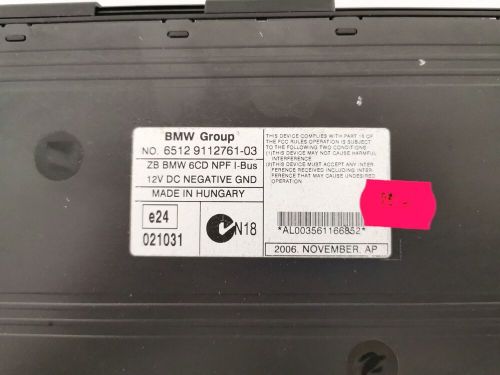 BMW Group
NO. 6512 9112761-03
ZB BMW 6CD NPF I-Bus
12V DC NEGATIVE GND
MADE IN HUNGARY
e24
021031
N18
THIS DEVICE COMPLIES WITH PART 15 OF
THE FCC RULES OPERATION IS SUBJECT
TO THE FOLLOWING TWO CONDITIONS:
(1)THIS DEVICE MAY NOT CAUSE HARMFUL
INTERFERENCE.
(2)THIS DEVICE MUST ACCEPT ANY INTER-
FERENCE RECEIVED INCLUDING INTER-
FERENCE THAT MAY CAUSE UNDESIRED
OPERATION.
*AL003561166852*
2006. NOVEMBER. AP